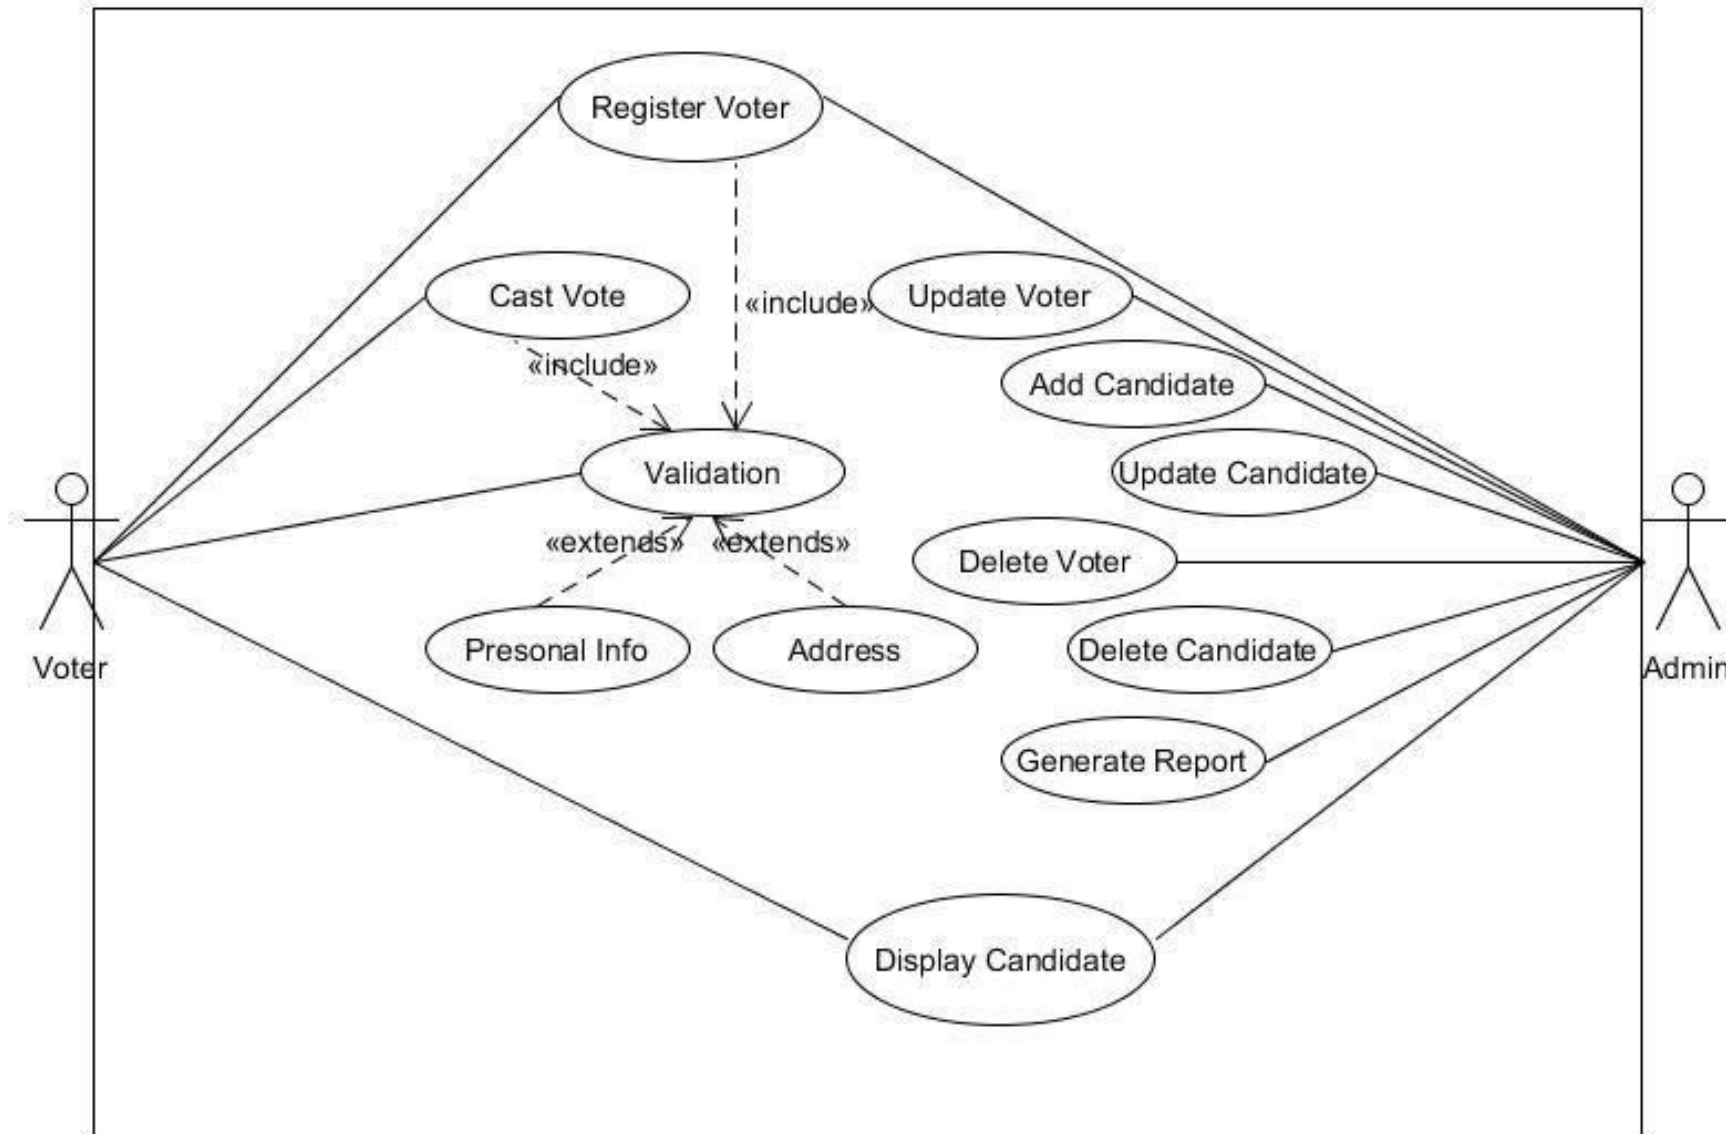 Register Voter
Cast Vote
«include»
Update Voter
«include»
Add Candidate
Validation
Update Candidate
«extends»
«extends»
Delete Voter
Presonal Info
Address
Delete Candidate
Voter
Admin
Generate Report
Display Candidate